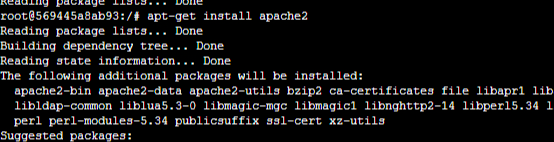 Reading package lists... Done
root@569445a8ab93:/# apt-get install apache2
Reading package lists... Done
Building dependency tree... Done
Reading state information... Done
The following additional packages will be installed:
apache2-bin apache2-data apache2-utils bzip2 ca-certificates file libapr1 lib
libldap-common liblua5.3-0 libmagic-mgc libmagic1 libnghttp2-14 libperl5.34 l
perl perl-modules-5.34 publicsuffix ssl-cert xz-utils
Suggested packages: